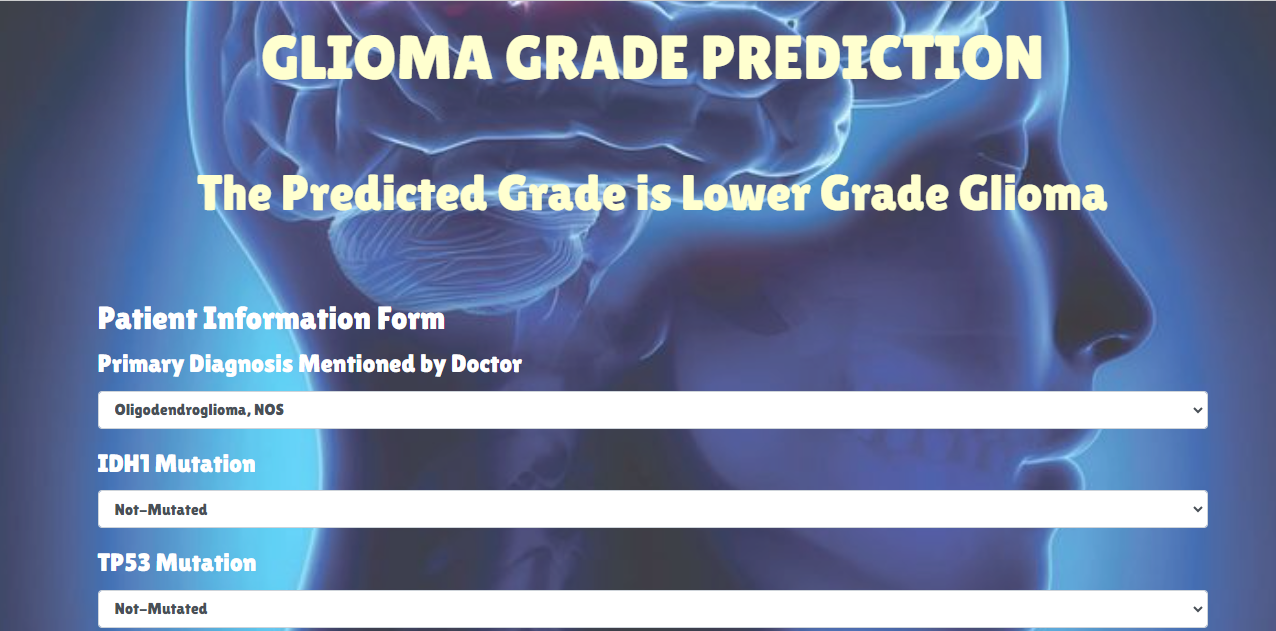 GLIOMA GRADE PREDICTION
The Predicted Grade is Lower Grade Glioma
Patient Information Form
Primary Diagnosis Mentioned by Doctor
Oligodendroglioma, NOS
IDH1 Mutation
Not-Mutated
TP53 Mutation
Not-Mutated